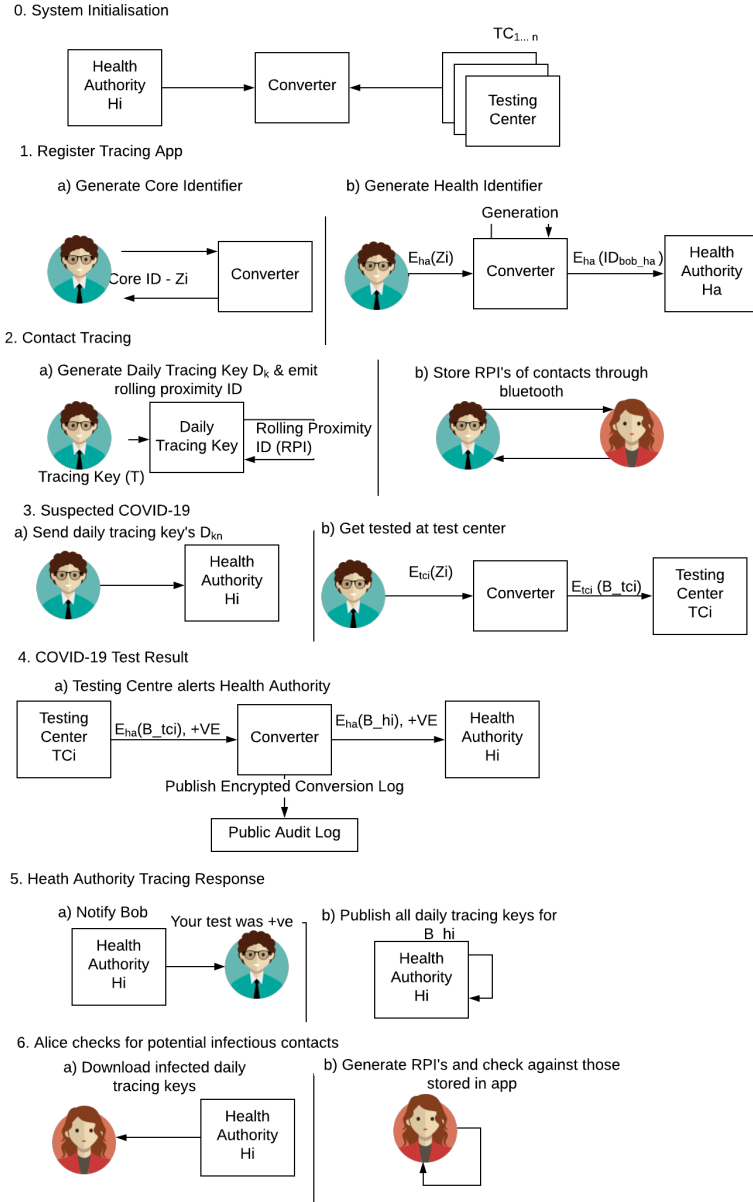 0. System Initialisation
TC1... n
Health
Authority
Hi
Converter
Testing
Center
1. Register Tracing App
a) Generate Core Identifier
b) Generate Health Identifier
Generation
Core ID - Zi
Converter
Eha(Zi)
Converter
Eha (IDbob_ha )
Health
Authority
Ha
2. Contact Tracing
a) Generate Daily Tracing Key Dk & emit
rolling proximity ID
b) Store RPI's of contacts through
bluetooth
Daily
Tracing Key
Rolling Proximity
ID (RPI)
Tracing Key (T)
3. Suspected COVID-19
a) Send daily tracing key's Dkn
b) Get tested at test center
Health
Authority
Hi
Etci(Zi)
Converter
Etci (B_tci)
Testing
Center
TCi
4. COVID-19 Test Result
a) Testing Centre alerts Health Authority
Testing
Center
TCi
Eha(B_tci), +VE
Converter
Eha(B_hi), +VE
Health
Authority
Hi
Publish Encrypted Conversion Log
Public Audit Log
5. Heath Authority Tracing Response
a) Notify Bob
Your test was +ve
b) Publish all daily tracing keys for
B_hi
Health
Authority
Hi
Health
Authority
Hi
6. Alice checks for potential infectious contacts
a) Download infected daily
tracing keys
b) Generate RPI's and check against those
stored in app
Health
Authority
Hi